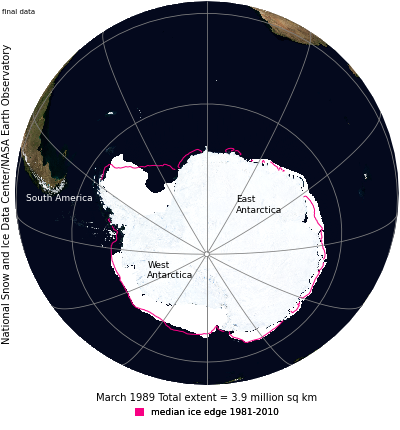 final data
National Snow and Ice Data Center/NASA Earth Observatory
South America
East
Antarctica
West
Antarctica
March 1989 Total extent = 3.9 million sq km
median ice edge 1981-2010